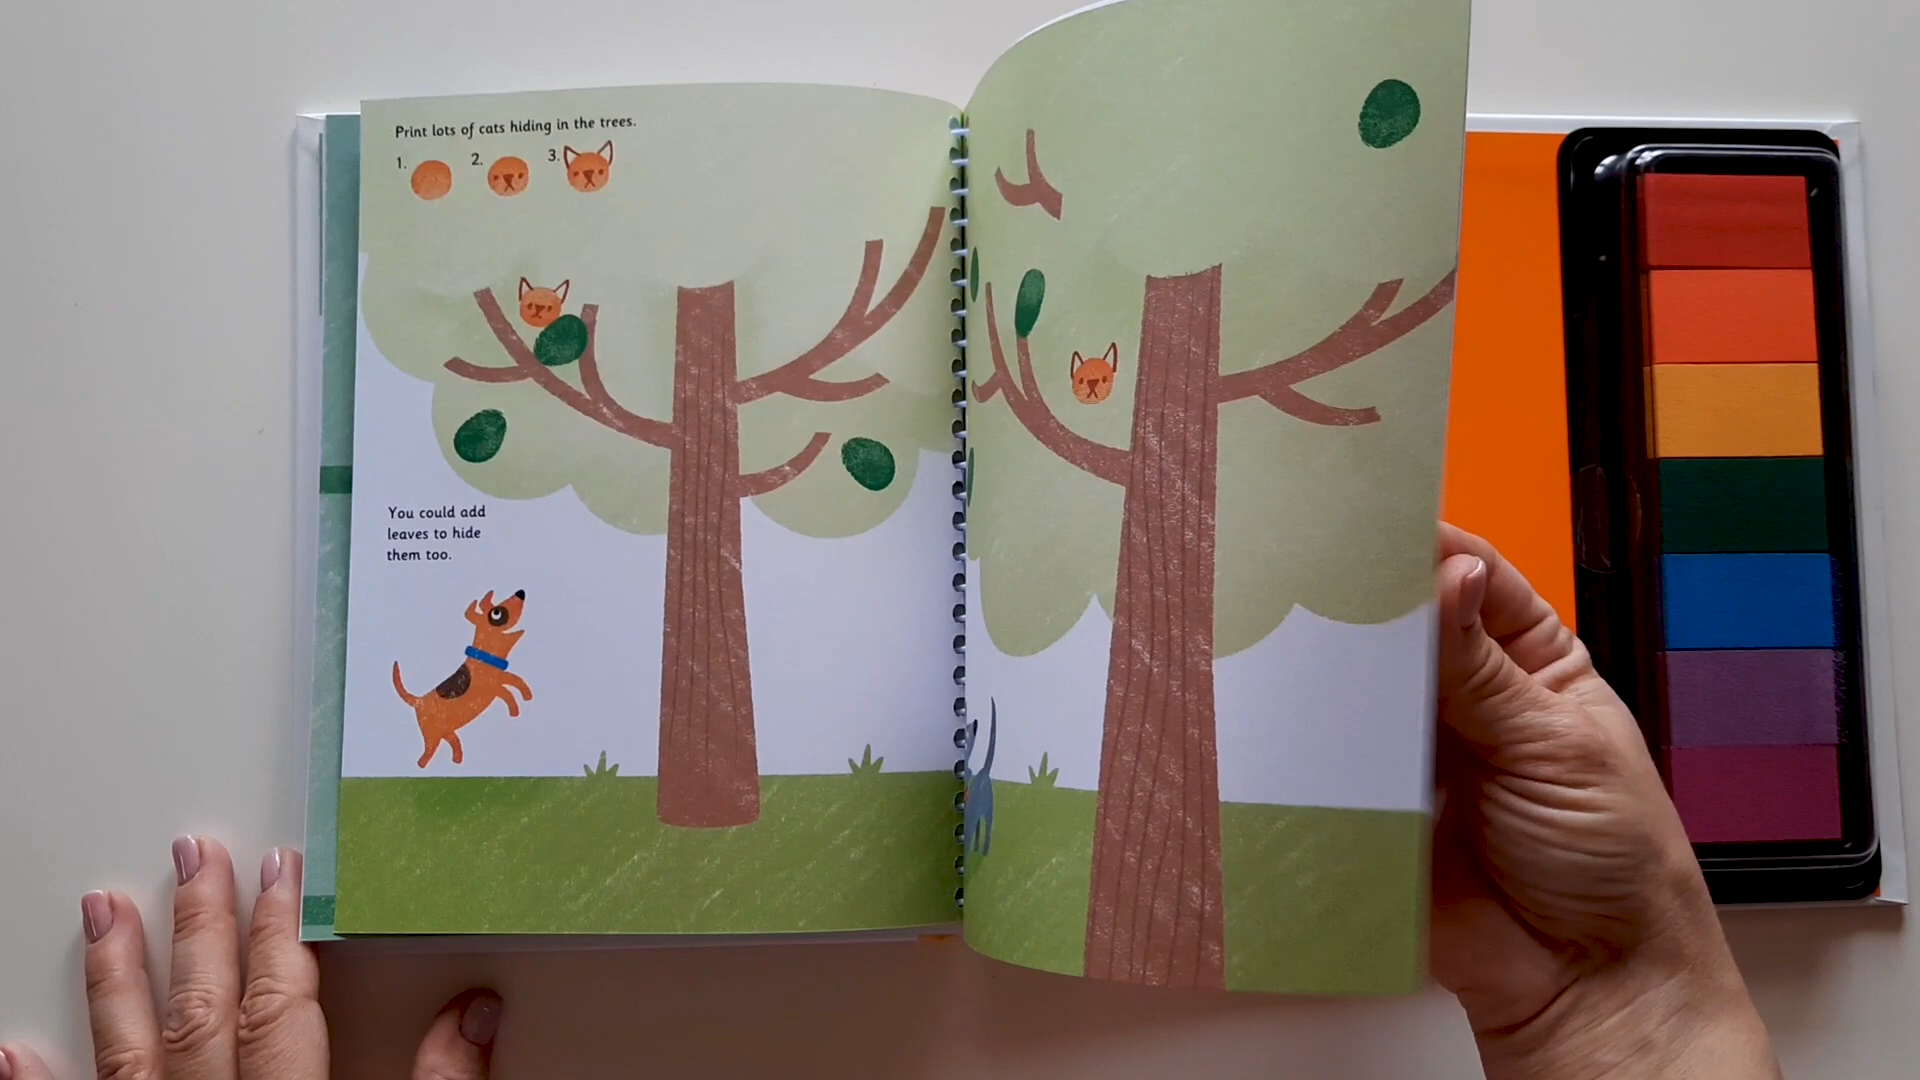 Print lots of cats hiding in the trees.
1. 2. 3.
You could add
leaves to hide
them too.